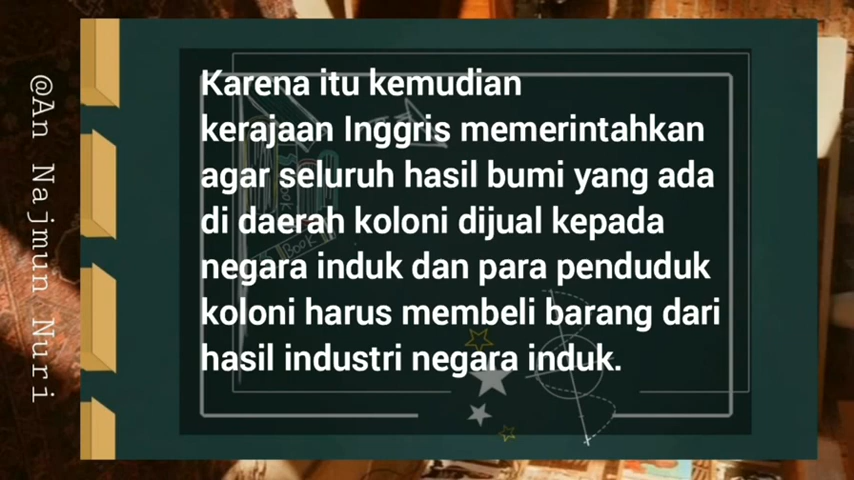 Karena itu kemudian
kerajaan Inggris memerintahkan
agar seluruh hasil bumi yang ada
di daerah koloni dijual kepada
negara induk dan para penduduk
koloni harus membeli barang dari
hasil industri negara induk.
@An Najmun Nuri
Book